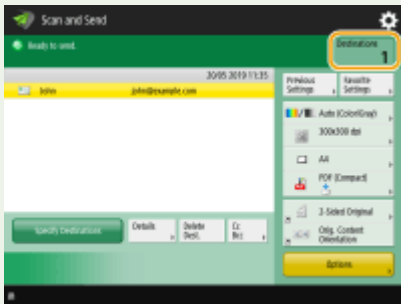 Scan and Send
Ready to send.
Destinations
1
20/05 2019 11:35
John
john@example.com
Previous
Settings
Favorite
Settings
Auto (Color/Gray)
300x300 dpi
A4
PDF (Compact)
2-Sided Original
Orig. Content
Orientation
Specify Destinations
Details
Delete
Dest.
Cc
Bcc
Options